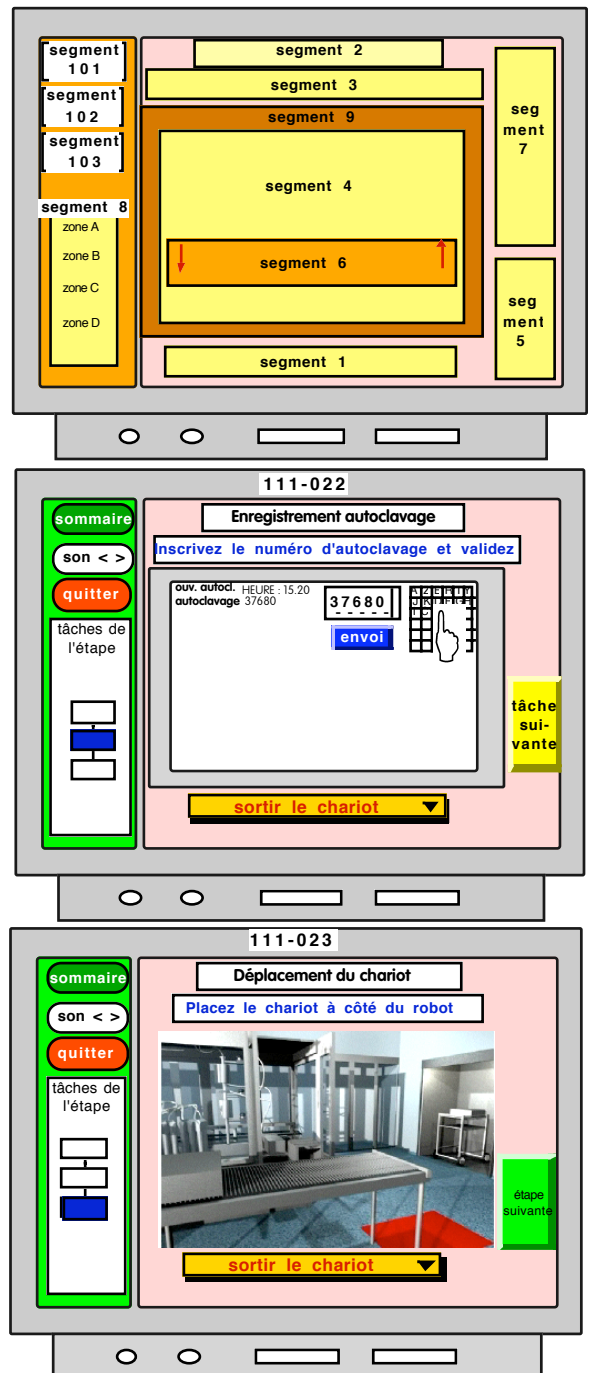 segment
101
segment
102
segment
103
segment 8
zone A
zone B
zone C
zone D
segment 2
segment 3
segment 9
segment 4
segment 6
segment 1
seg
ment
7
seg
ment
5
111-022
sommaire
son < >
quitter
tâches de
l'étape
Enregistrement autoclavage
Inscrivez le numéro d'autoclavage et validez
ouv. autocl. HEURE : 15.20
autoclavage 37680
37680
envoi
tâche
sui-
vante
sortir le chariot
111-023
sommaire
son < >
quitter
tâches de
l'étape
Déplacement du chariot
Placez le chariot à côté du robot
étape
suivante
sortir le chariot